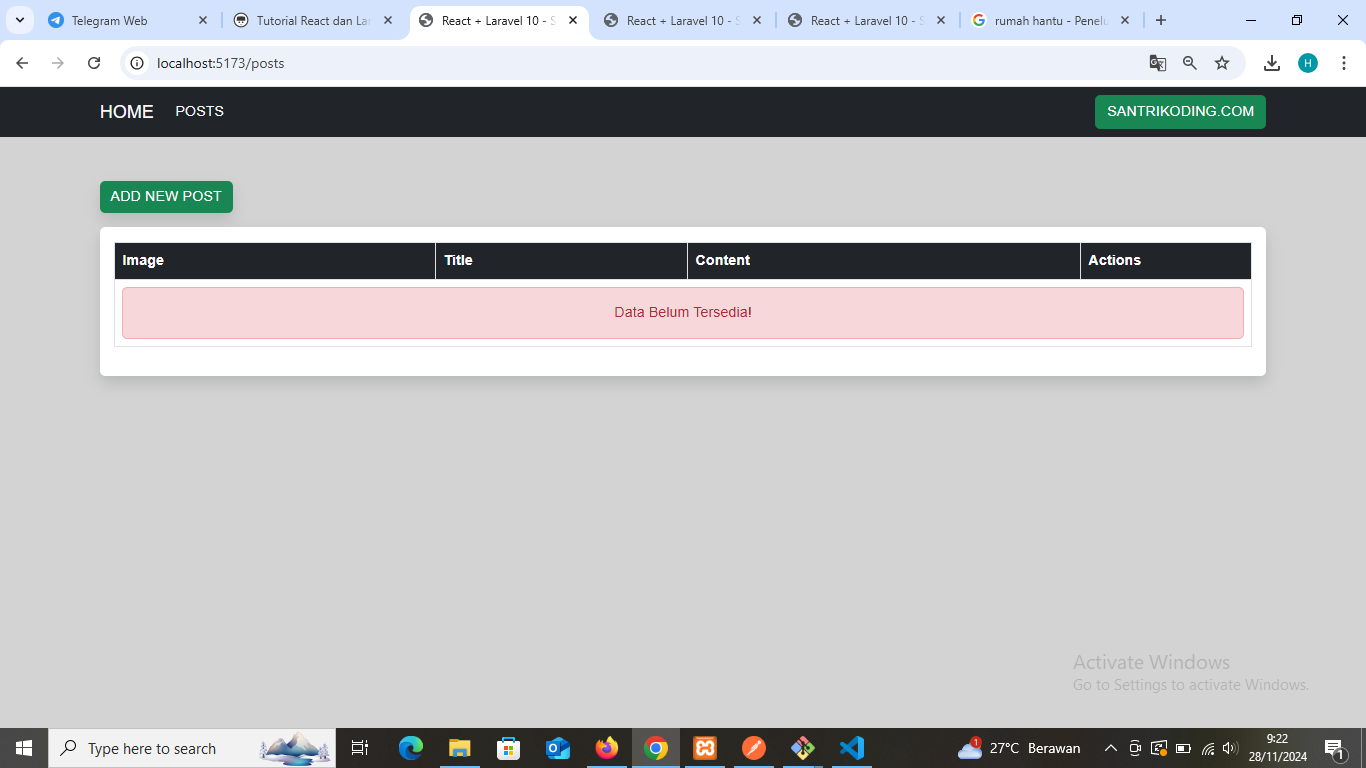 Telegram Web
Tutorial React dan La
React + Laravel 10 - S
React + Laravel 10 - S
React + Laravel 10 - S
rumah hantu - Penelu
localhost:5173/posts
H
HOME POSTS SANTRIKODING.COM
ADD NEW POST
Image Title Content Actions
Data Belum Tersedia!
Activate Windows
Go to Settings to activate Windows.
Type here to search
1
27°C Berawan
9:22
28/11/2024
1